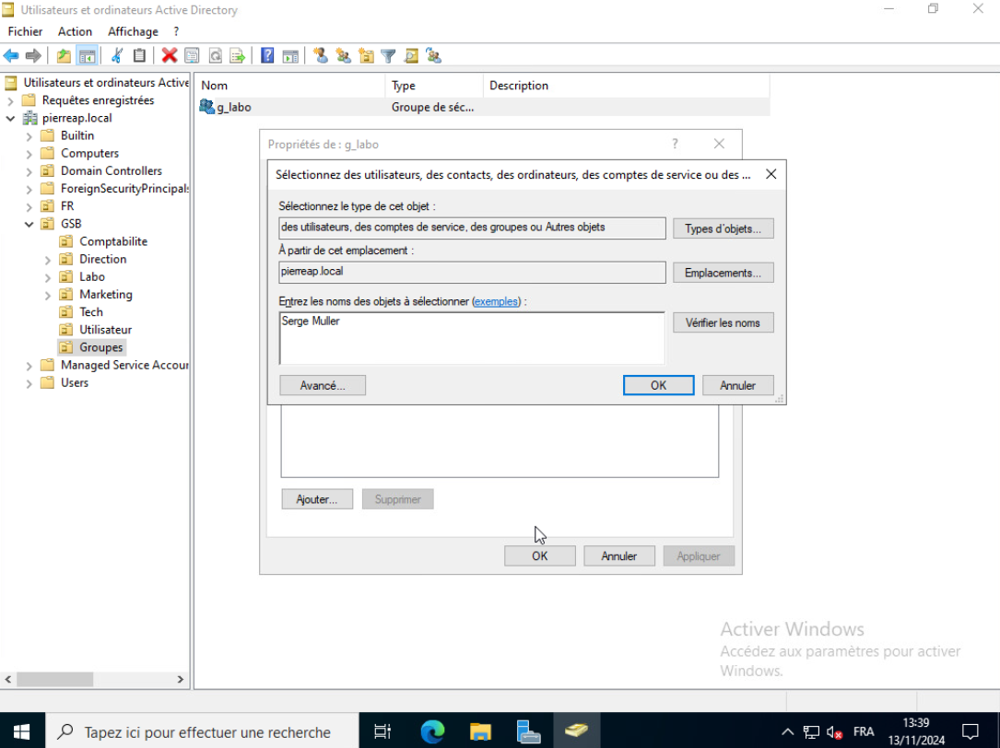 Utilisateurs et ordinateurs Active Directory
Fichier Action Affichage ?
Utilisateurs et ordinateurs Active
Requêtes enregistrées
pierreap.local
Builtin
Computers
Domain Controllers
ForeignSecurityPrincipals
FR
GSB
Comptabilite
Direction
Labo
Marketing
Tech
Utilisateur
Groupes
Managed Service Accour
Users
Nom Type Description
g_labo Groupe de séc...
Propriétés de : g_labo ?
Sélectionnez des utilisateurs, des contacts, des ordinateurs, des comptes de service ou des ...
Sélectionnez le type de cet objet :
des utilisateurs, des comptes de service, des groupes ou Autres objets Types d'objets...
À partir de cet emplacement :
pierreap.local Emplacements...
Entrez les noms des objets à sélectionner (exemples) :
Serge Muller Vérifier les noms
Avancé... OK Annuler
Ajouter... Supprimer
OK Annuler Appliquer
Activer Windows
Accédez aux paramètres pour activer
Windows.
Tapez ici pour effectuer une recherche
FRA
13:39
13/11/2024